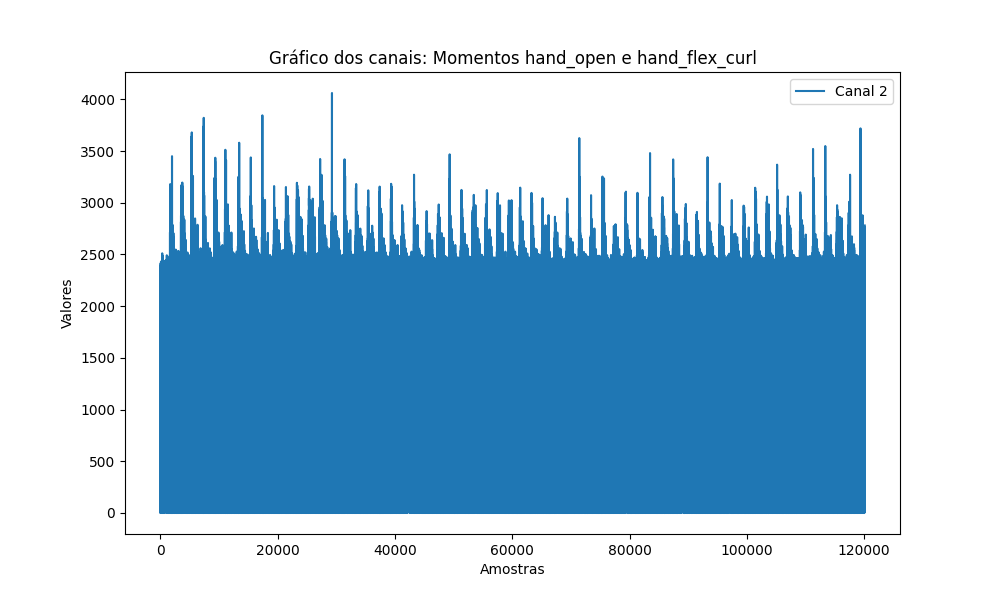 Gráfico dos canais: Momentos hand_open e hand_flex_curl
Canal 2
Valores
4000
3500
3000
2500
2000
1500
1000
500
0
0 20000 40000 60000 80000 100000 120000
Amostras